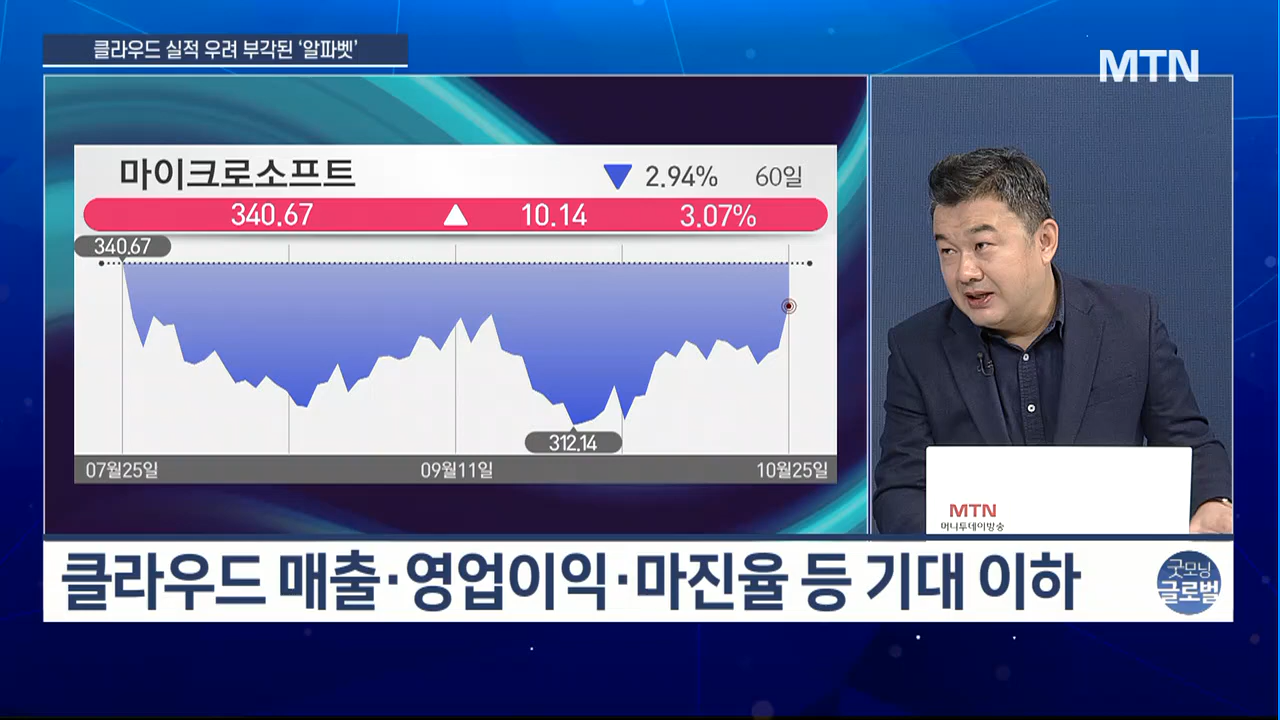 클라우드 실적 우려 부각된 ‘알파벳’
MTN
마이크로소프트
▼ 2.94% 60일
340.67 ▲ 10.14 3.07%
340.67
312.14
07월25일 09월11일 10월25일
MTN
머니투데이방송
클라우드 매출·영업이익·마진율 등 기대 이하
굿모닝
글로벌